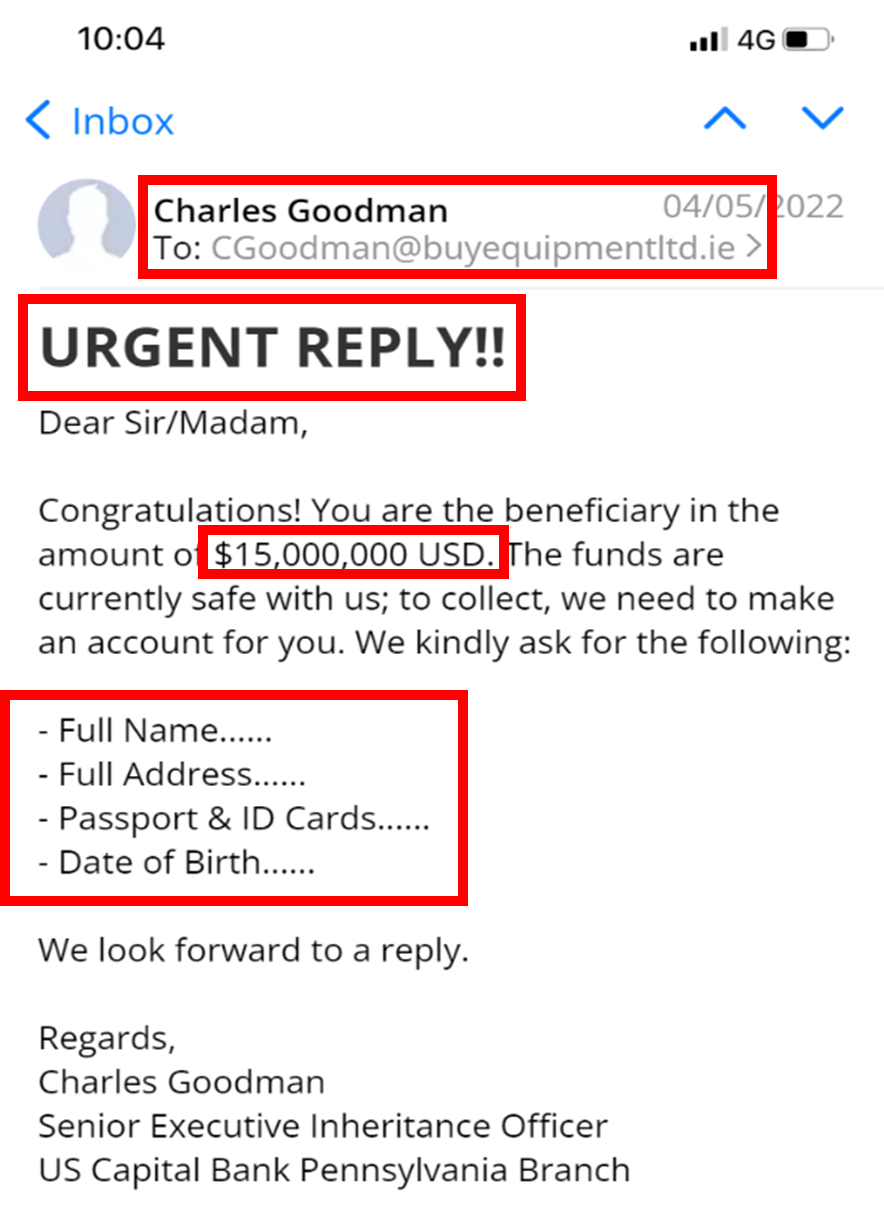 10:04 4G
Inbox
Charles Goodman 04/05/2022
To: CGoodman@buyequipmentltd.ie
URGENT REPLY!!
Dear Sir/Madam,
Congratulations! You are the beneficiary in the
amount of $15,000,000 USD. The funds are
currently safe with us; to collect, we need to make
an account for you. We kindly ask for the following:
- Full Name......
- Full Address......
- Passport & ID Cards......
- Date of Birth......
We look forward to a reply.
Regards,
Charles Goodman
Senior Executive Inheritance Officer
US Capital Bank Pennsylvania Branch